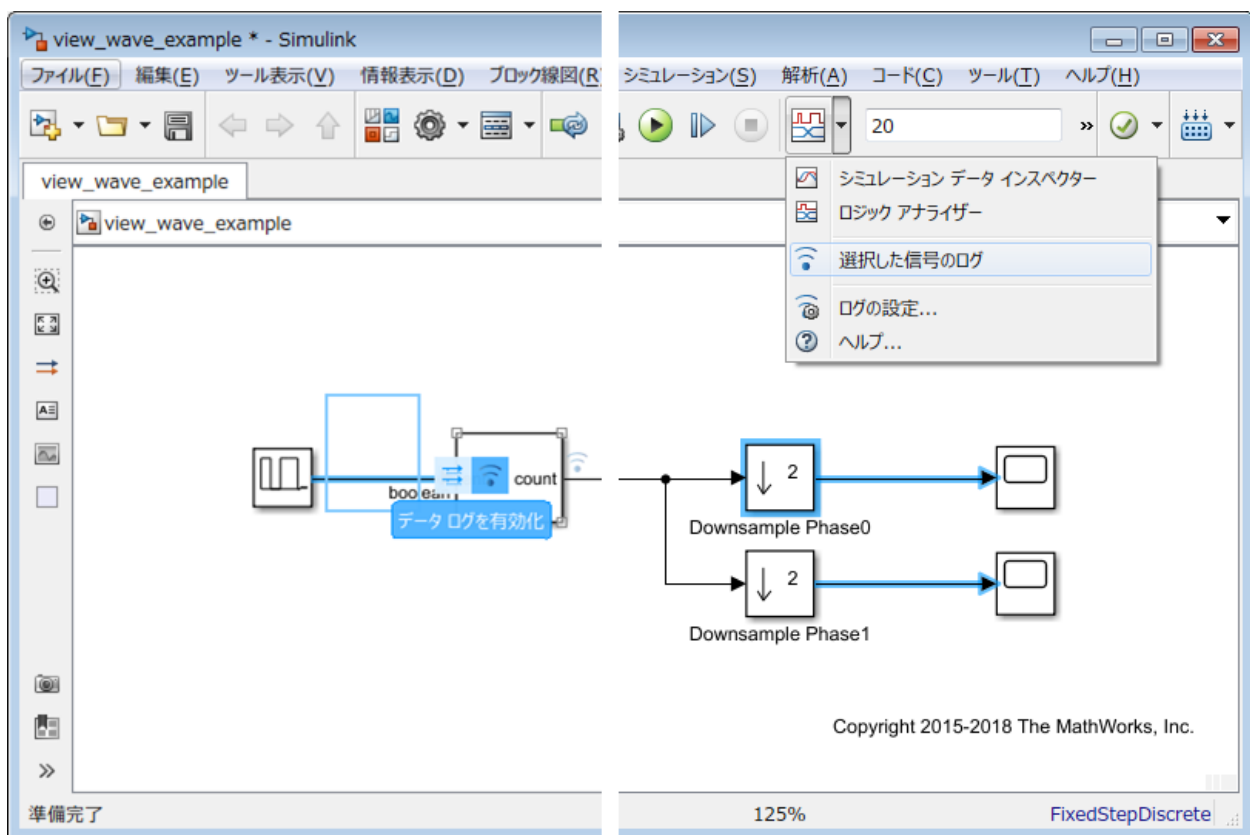 view_wave_example * - Simulink
ファイル(F) 編集(E) ツール表示(V) 情報表示(D) ブロック線図(R シミュレーション(S) 解析(A) コード(C) ツール(T) ヘルプ(H)
20
»
view_wave_example
シミュレーション データ インスペクター
ロジック アナライザー
view_wave_example
選択した信号のログ
ログの設定...
ヘルプ...
count
boolean
データ ログを有効化
2
Downsample Phase0
2
Downsample Phase1
Copyright 2015-2018 The MathWorks, Inc.
»
準備完了 125% FixedStepDiscrete